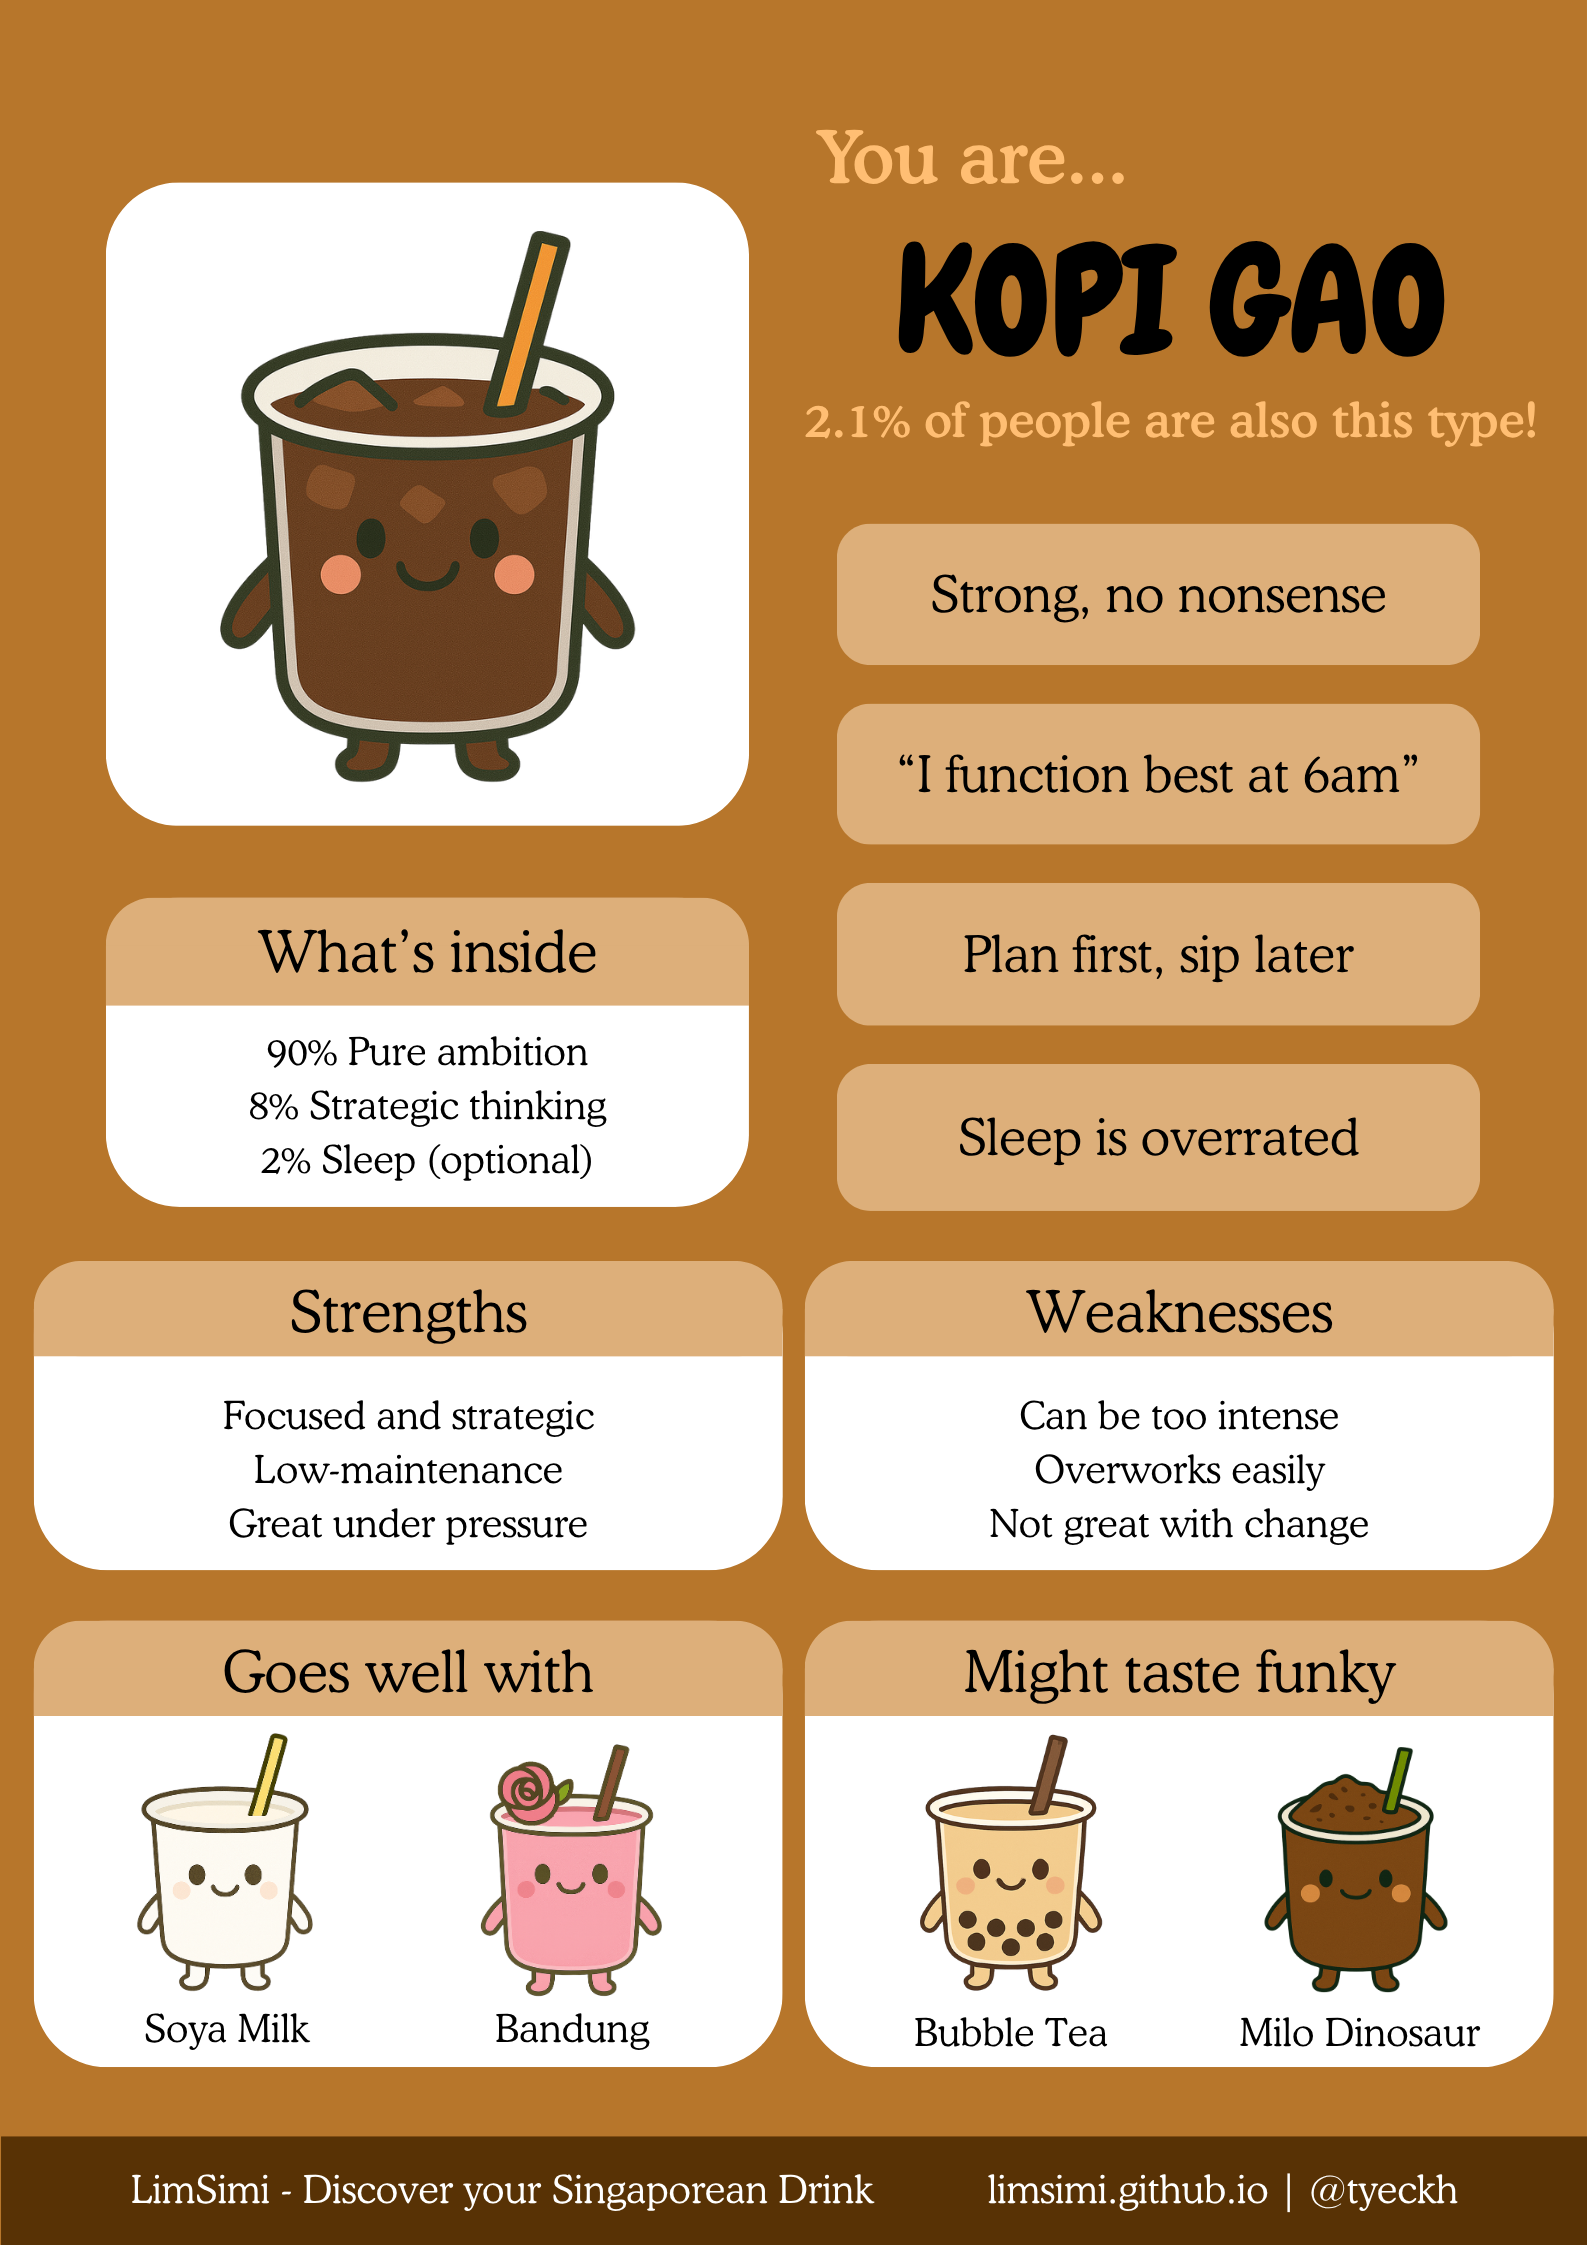 You are...
KOPI GAO
2.1% of people are also this type!
Strong, no nonsense
“I function best at 6am”
Plan first, sip later
Sleep is overrated
What’s inside
90% Pure ambition
8% Strategic thinking
2% Sleep (optional)
Strengths
Focused and strategic
Low-maintenance
Great under pressure
Weaknesses
Can be too intense
Overworks easily
Not great with change
Goes well with
Soya Milk
Bandung
Might taste funky
Bubble Tea
Milo Dinosaur
LimSimi - Discover your Singaporean Drink
limsimi.github.io | @tyeckh